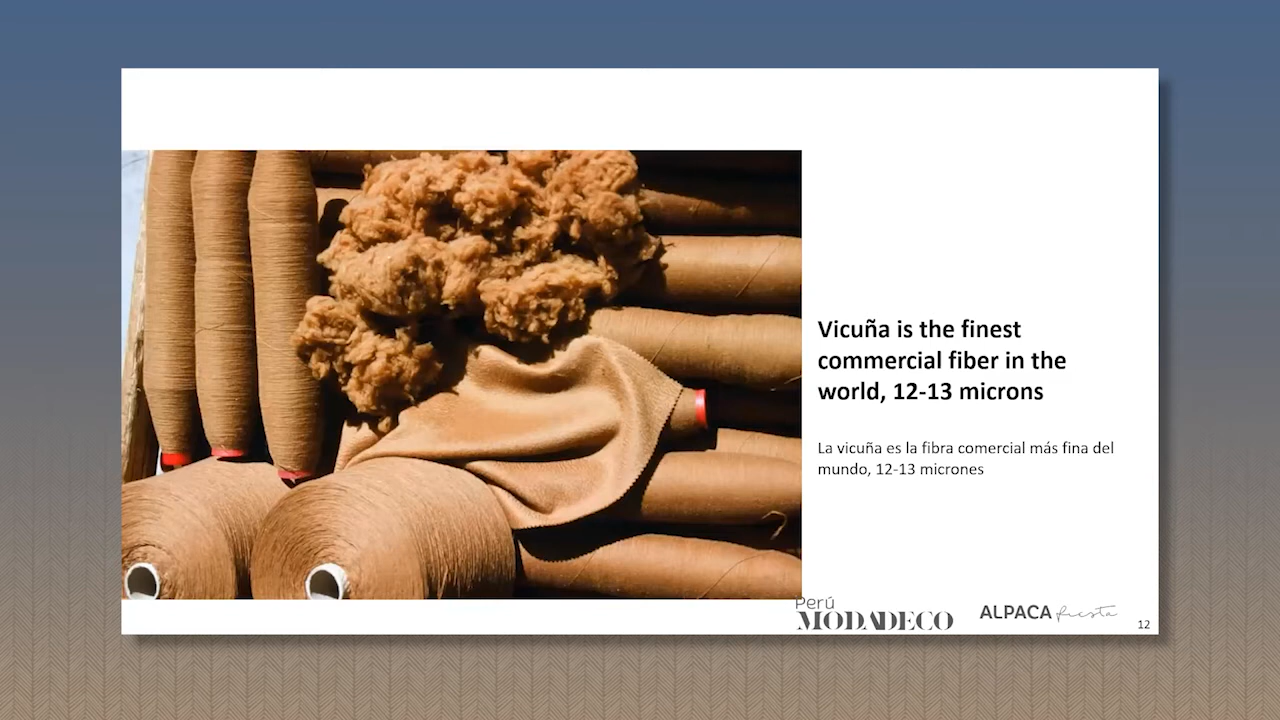 Vicuña is the finest
commercial fiber in the
world, 12-13 microns
La vicuña es la fibra comercial más fina del
mundo, 12-13 micrones
Perú
MODADECO
ALPACA fiesta
12